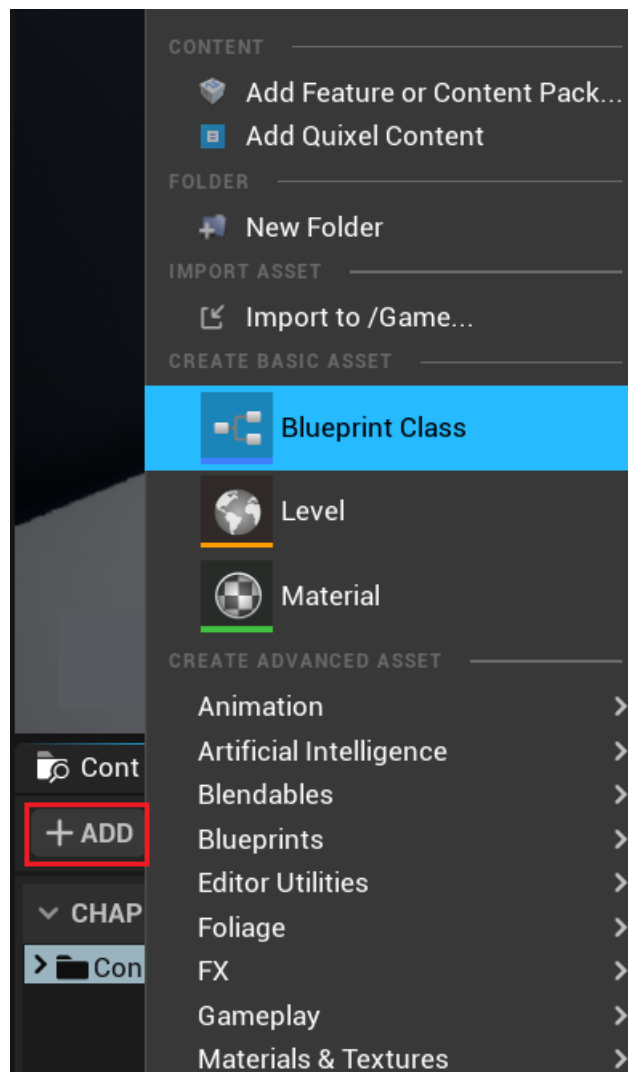 CONTENT
Add Feature or Content Pack...
Add Quixel Content
FOLDER
New Folder
IMPORT ASSET
Import to /Game...
CREATE BASIC ASSET
Blueprint Class
Level
Material
CREATE ADVANCED ASSET
Animation
Artificial Intelligence
Blendables
Blueprints
Editor Utilities
Foliage
FX
Gameplay
Materials & Textures
Cont
+ ADD
CHAP
Con